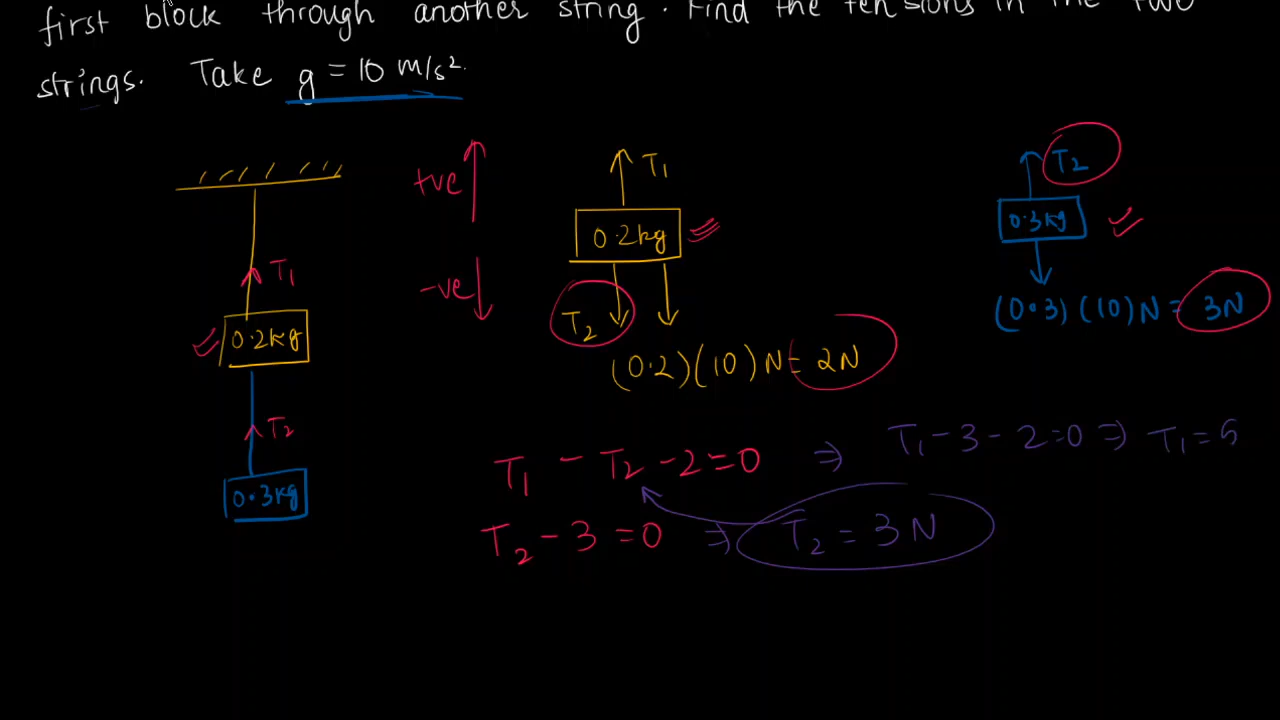 first block through another string. Find the tensions in the two
strings. Take g = 10 m/s².
+ve
-ve
T₁
0.2kg
T₂
0.3kg
T₁
0.2kg
T₂
(0.2)(10)N = 2N
T₂
0.3kg
(0.3)(10)N = 3N
T₁ - T₂ - 2 = 0 ⇒ T₁ - 3 - 2 = 0 ⇒ T₁ = 5
T₂ - 3 = 0 ⇒ T₂ = 3N